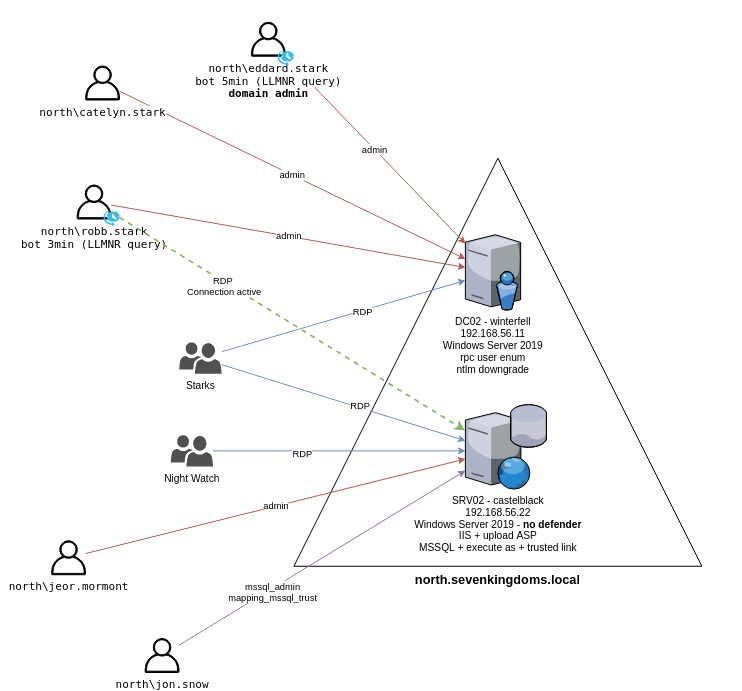 north\eddard.stark
bot 5min (LLMNR query)
domain admin
north\catelyn.stark
admin
admin
north\robb.stark
bot 3min (LLMNR query)
admin
RDP
Connection active
RDP
DC02 - winterfell
192.168.56.11
Windows Server 2019
rpc user enum
ntlm downgrade
Starks
RDP
Night Watch
RDP
admin
SRV02 - castelblack
192.168.56.22
Windows Server 2019 - no defender
IIS + upload ASP
MSSQL + execute as + trusted link
north.sevenkingdoms.local
north\jeor.mormont
mssql_admin
mapping_mssql_trust
north\jon.snow